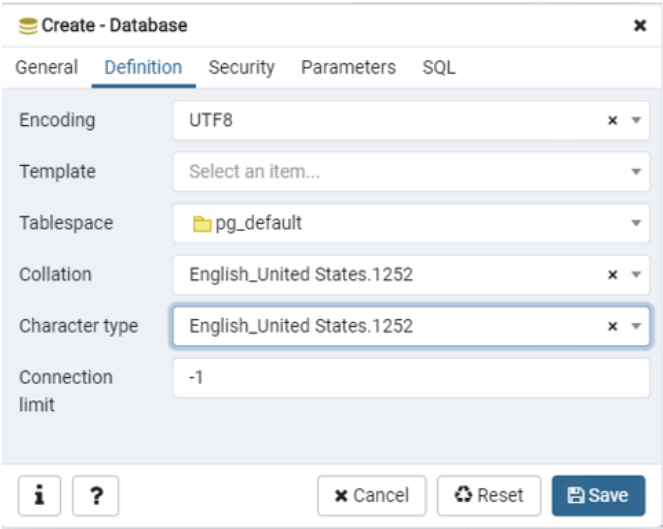 Create - Database
General Definition Security Parameters SQL
Encoding UTF8
Template Select an item...
Tablespace pg_default
Collation English_United States.1252
Character type English_United States.1252
Connection limit -1
i ? Cancel Reset Save